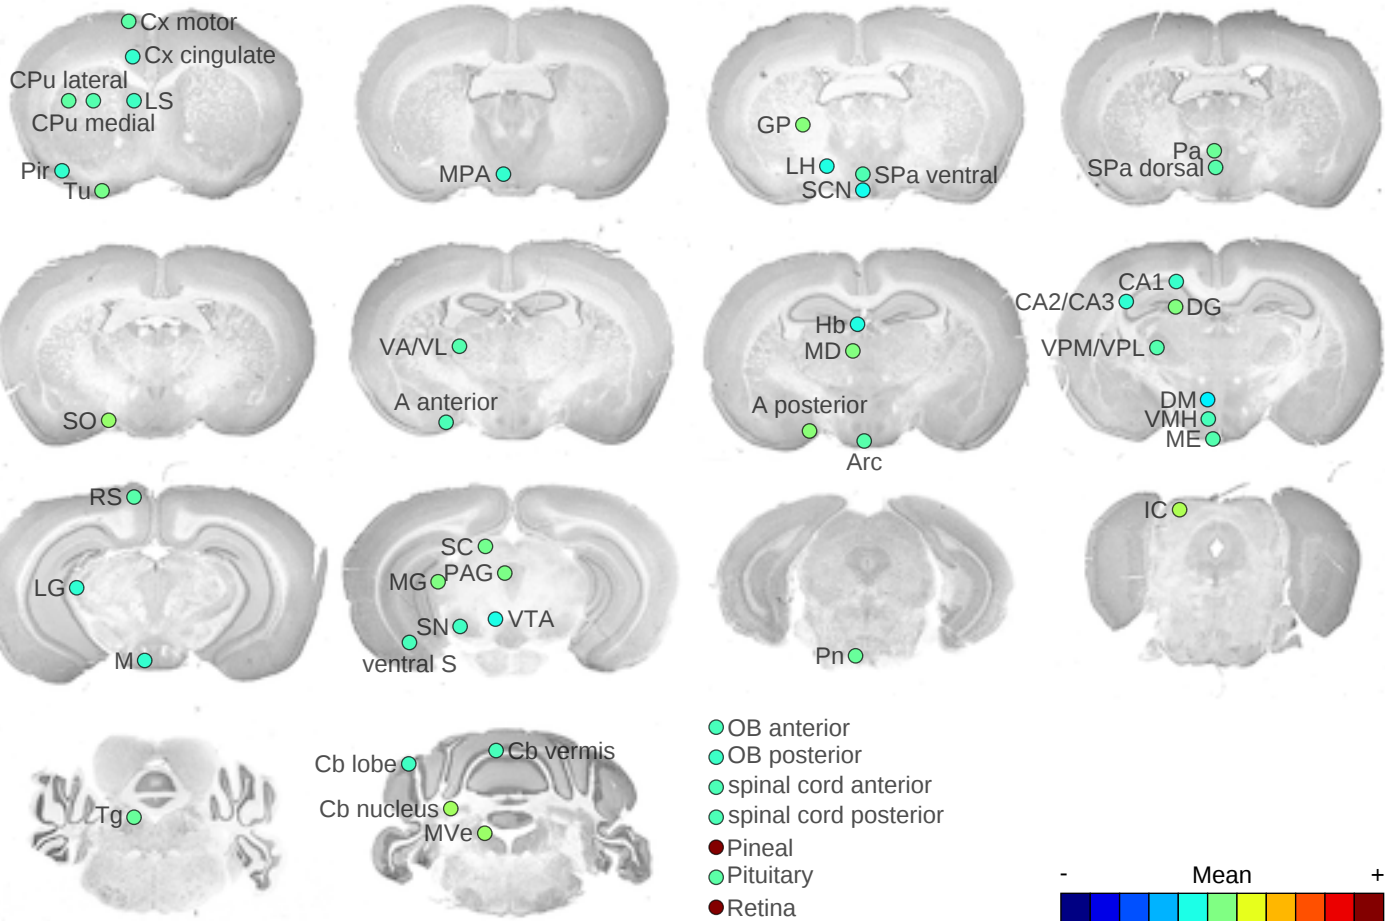 Cx motor
Cx cingulate
CPu lateral
LS
CPu medial
Pir
Tu
MPA
GP
LH
SPa ventral
SCN
Pa
SPa dorsal
SO
VA/VL
A anterior
Hb
MD
A posterior
Arc
CA1
CA2/CA3
DG
VPM/VPL
DM
VMH
ME
RS
LG
M
SC
MG
PAG
SN
VTA
ventral S
Pn
IC
Tg
Cb lobe
Cb vermis
Cb nucleus
MVe
OB anterior
OB posterior
spinal cord anterior
spinal cord posterior
Pineal
Pituitary
Retina
- Mean +